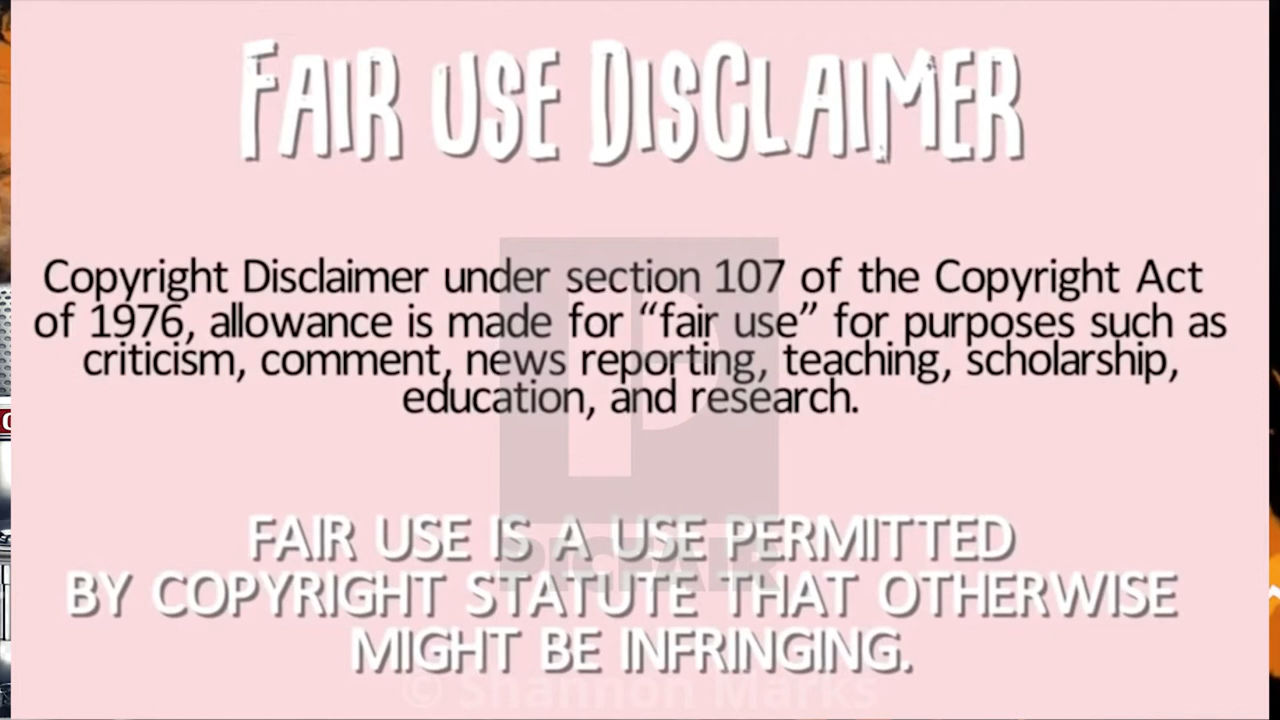 FAIR USE DISCLAIMER
Copyright Disclaimer under section 107 of the Copyright Act
of 1976, allowance is made for “fair use” for purposes such as
criticism, comment, news reporting, teaching, scholarship,
education, and research.
PICFAIR
FAIR USE IS A USE PERMITTED
BY COPYRIGHT STATUTE THAT OTHERWISE
MIGHT BE INFRINGING.
© Shannon Marks